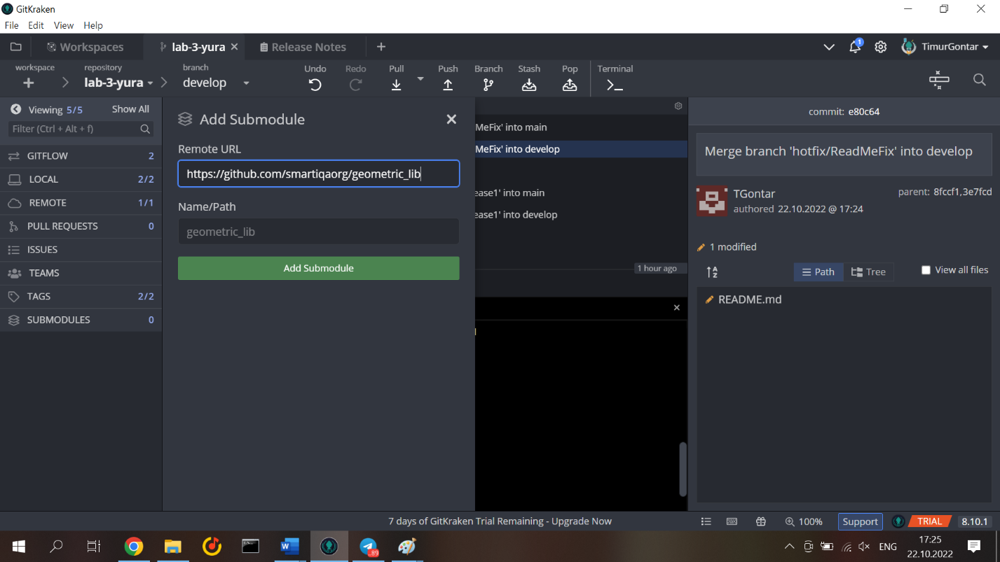 GitKraken
File Edit View Help
Workspaces
lab-3-yura
Release Notes
TimurGontar
1
workspace
repository
lab-3-yura
branch
develop
Undo
Redo
Pull
Push
Branch
Stash
Pop
Terminal
Viewing 5/5
Show All
Filter (Ctrl + Alt + f)
GITFLOW 2
LOCAL 2/2
REMOTE 1/1
PULL REQUESTS 0
ISSUES
TEAMS
TAGS 2/2
SUBMODULES 0
Add Submodule
Remote URL
https://github.com/smartiqaorg/geometric_lib
Name/Path
geometric_lib
Add Submodule
MeFix' into main
MeFix' into develop
ease1' into main
ease1' into develop
1 hour ago
commit: e80c64
Merge branch 'hotfix/ReadMeFix' into develop
TGontar
authored 22.10.2022 @ 17:24
parent: 8fccf1,3e7fcd
1 modified
Path
Tree
View all files
README.md
7 days of GitKraken Trial Remaining - Upgrade Now
100%
Support
TRIAL
8.10.1
..89
ENG
17:25
22.10.2022